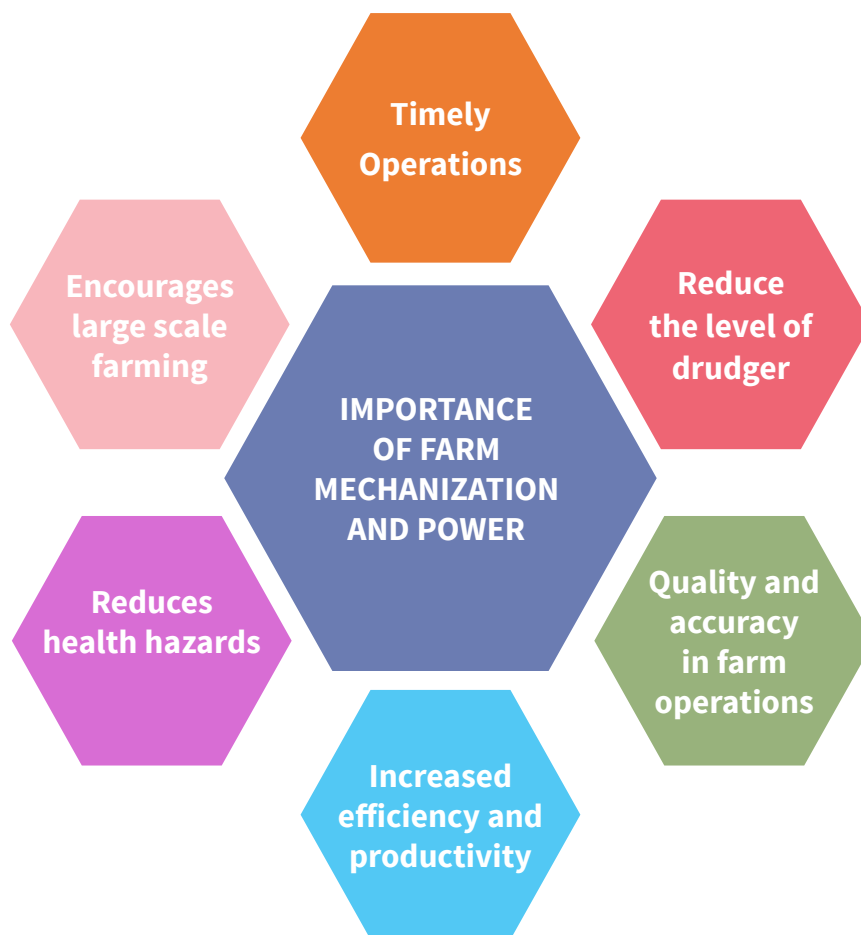 Timely
Operations
Encourages
large scale
farming
Reduce
the level of
drudger
IMPORTANCE
OF FARM
MECHANIZATION
AND POWER
Reduces
health hazards
Quality and
accuracy
in farm
operations
Increased
efficiency and
productivity